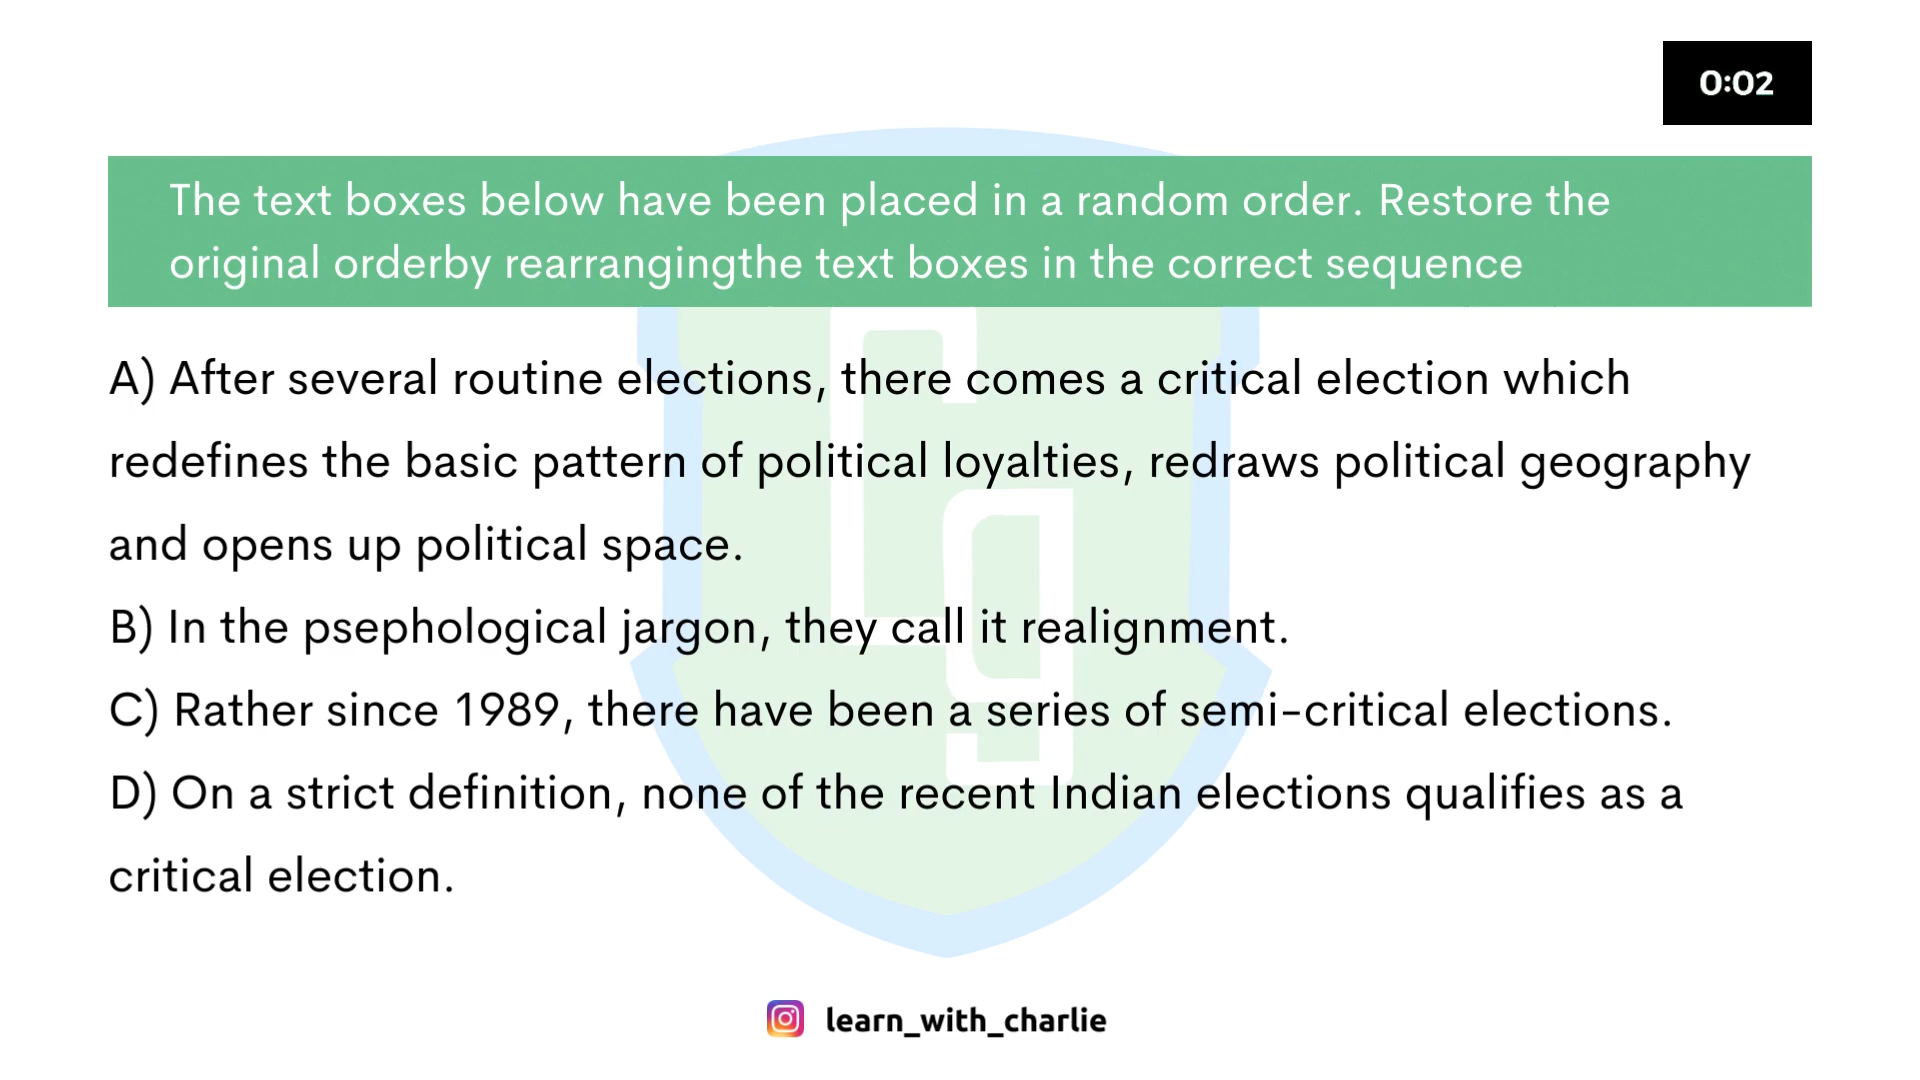 0:02
The text boxes below have been placed in a random order. Restore the
original orderby rearrangingthe text boxes in the correct sequence
A) After several routine elections, there comes a critical election which
redefines the basic pattern of political loyalties, redraws political geography
and opens up political space.
B) In the psephological jargon, they call it realignment.
C) Rather since 1989, there have been a series of semi-critical elections.
D) On a strict definition, none of the recent Indian elections qualifies as a
critical election.
learn_with_charlie